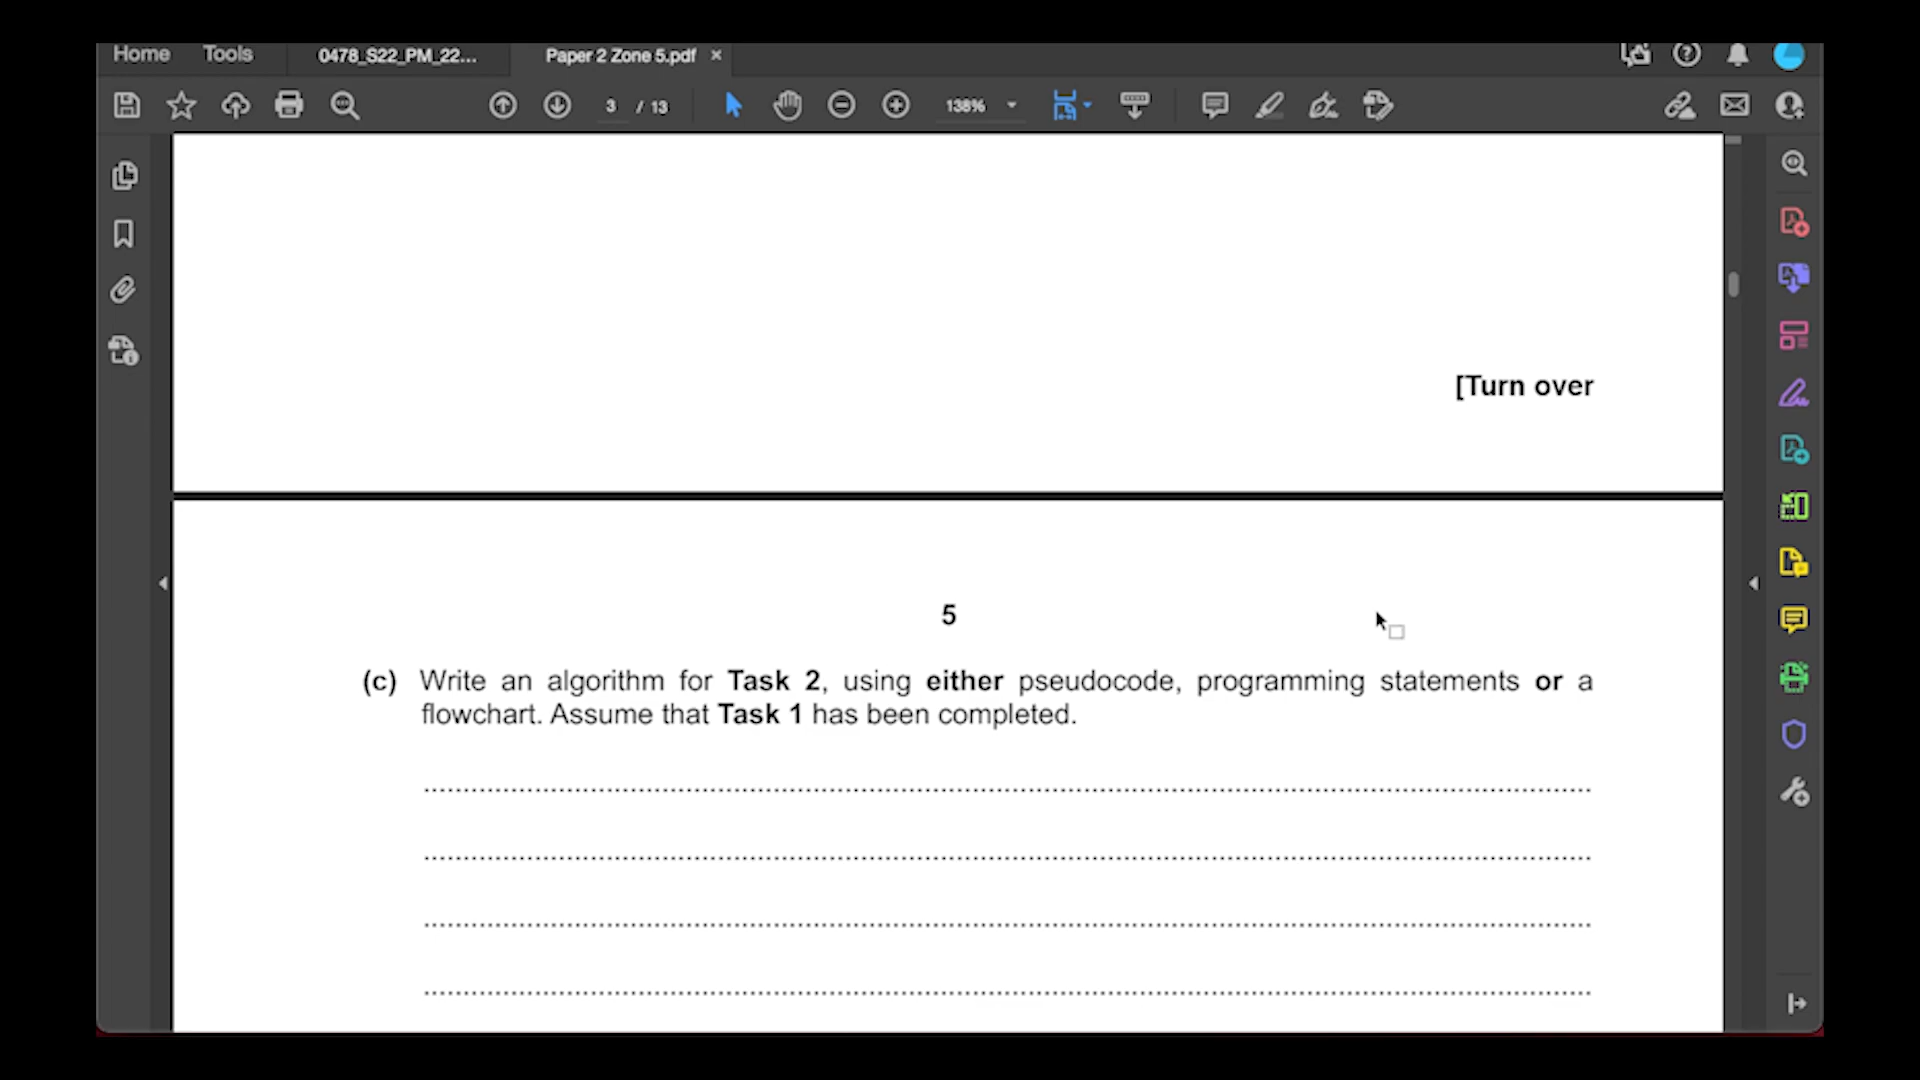 Home Tools 0478_S22_PM_22... Paper 2 Zone 5.pdf ×
3 / 13 138%
[Turn over
5
(c) Write an algorithm for Task 2, using either pseudocode, programming statements or a
flowchart. Assume that Task 1 has been completed.